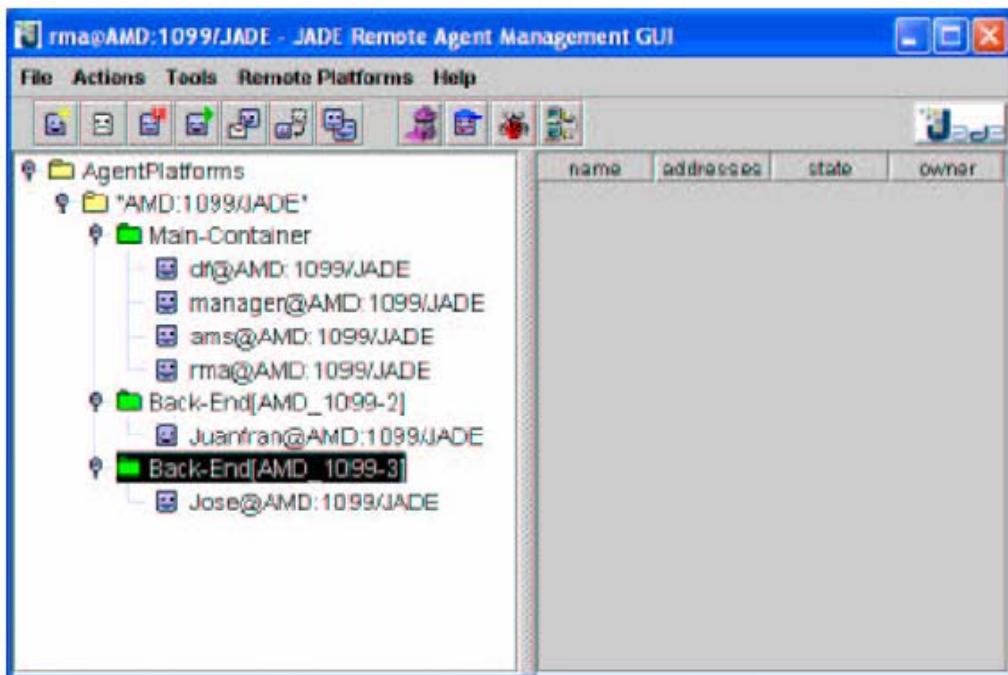 rma@AMD:1099/JADE - JADE Remote Agent Management GUI
File Actions Tools Remote Platforms Help
Jade
name addresses state owner
AgentPlatforms
"AMD:1099/JADE"
Main-Container
df@AMD:1099/JADE
manager@AMD:1099/JADE
ams@AMD:1099/JADE
rma@AMD:1099/JADE
Back-End[AMD_1099-2]
Juanfran@AMD:1099/JADE
Back-End[AMD_1099-3]
Jose@AMD:1099/JADE